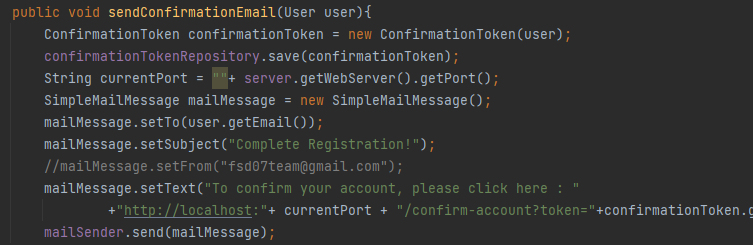 public void sendConfirmationEmail(User user){
ConfirmationToken confirmationToken = new ConfirmationToken(user);
confirmationTokenRepository.save(confirmationToken);
String currentPort = ""+ server.getWebServer().getPort();
SimpleMailMessage mailMessage = new SimpleMailMessage();
mailMessage.setTo(user.getEmail());
mailMessage.setSubject("Complete Registration!");
//mailMessage.setFrom("fsd07team@gmail.com");
mailMessage.setText("To confirm your account, please click here : "
+"http://localhost:"+ currentPort + "/confirm-account?token="+confirmationToken.g
mailSender.send(mailMessage);